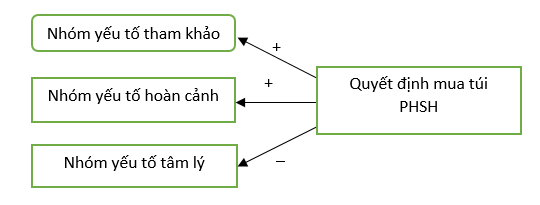 Nhóm yếu tố tham khảo
+
Nhóm yếu tố hoàn cảnh
+
Quyết định mua túi
PHSH
Nhóm yếu tố tâm lý
–